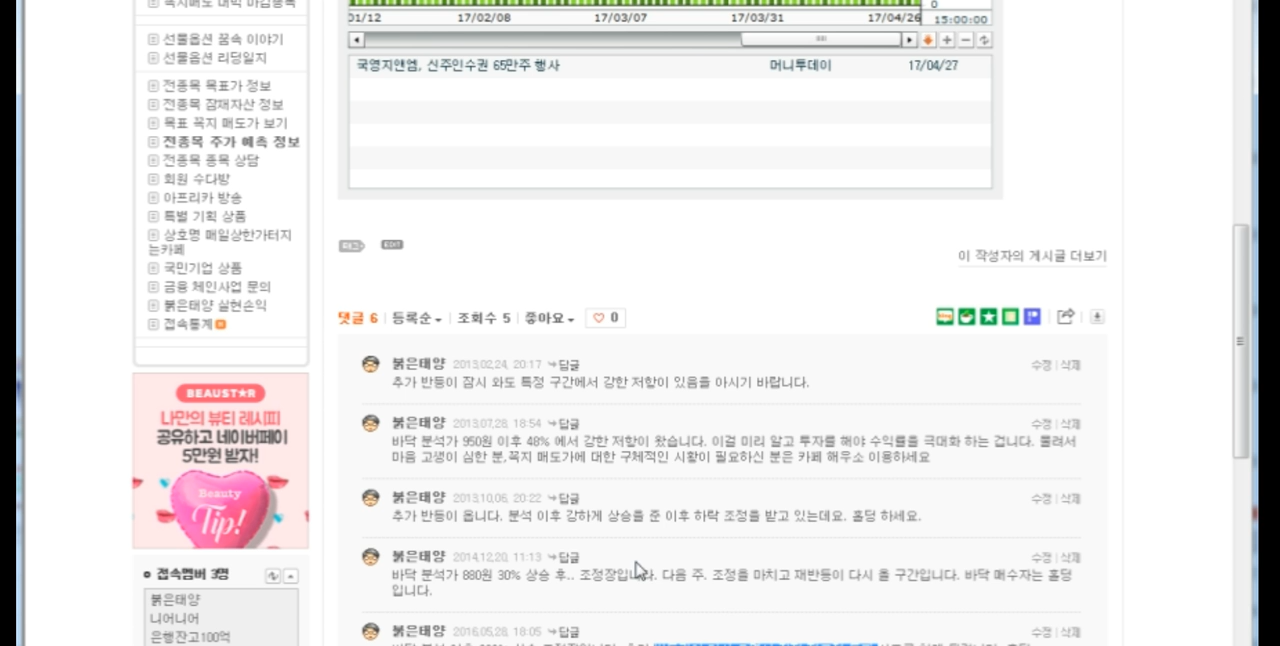 01/12 17/02/08 17/03/07 17/03/31 17/04/26
0
15:00:00
국영지앤엠, 신주인수권 65만주 행사 머니투데이 17/04/27
선물옵션 꿈속 이야기
선물옵션 리딩일지
전종목 목표가 정보
전종목 잠재자산 정보
목표 꼭지 매도가 보기
전종목 주가 예측 정보
전종목 종목 상담
회원 수다방
아프리카 방송
특별 기획 상품
상호명 매일상한가터지
는카페
국민기업 상품
금융 체인사업 문의
붉은태양 실현손익
접속통계
BEAUST★R
나만의 뷰티 레시피
공유하고 네이버페이
5만원 받자!
Beauty
Tip!
접속멤버 3명
붉은태양
니어니어
은행잔고100억
태그
EDIT
이 작성자의 게시글 더보기
댓글 6 등록순 조회수 5 좋아요 0
붉은태양 2013.02.24. 20:17 답글 수정 | 삭제
추가 반등이 잠시 와도 특정 구간에서 강한 저항이 있음을 아시기 바랍니다.
붉은태양 2013.07.28. 18:54 답글 수정 | 삭제
바닥 분석가 950원 이후 48% 에서 강한 저항이 왔습니다. 이걸 미리 알고 투자를 해야 수익률을 극대화 하는 겁니다. 물려서
마음 고생이 심한 분,꼭지 매도가에 대한 구체적인 시황이 필요하신 분은 카페 해우소 이용하세요
붉은태양 2013.10.06. 20:22 답글 수정 | 삭제
추가 반등이 옵니다. 분석 이후 강하게 상승을 준 이후 하락 조정을 받고 있는데요. 홀딩 하세요.
붉은태양 2014.12.20. 11:13 답글 수정 | 삭제
바닥 분석가 880원 30% 상승 후.. 조정장입니다. 다음 주. 조정을 마치고 재반등이 다시 올 구간입니다. 바닥 매수자는 홀딩
입니다.
붉은태양 2016.05.28. 18:05 답글 수정 | 삭제